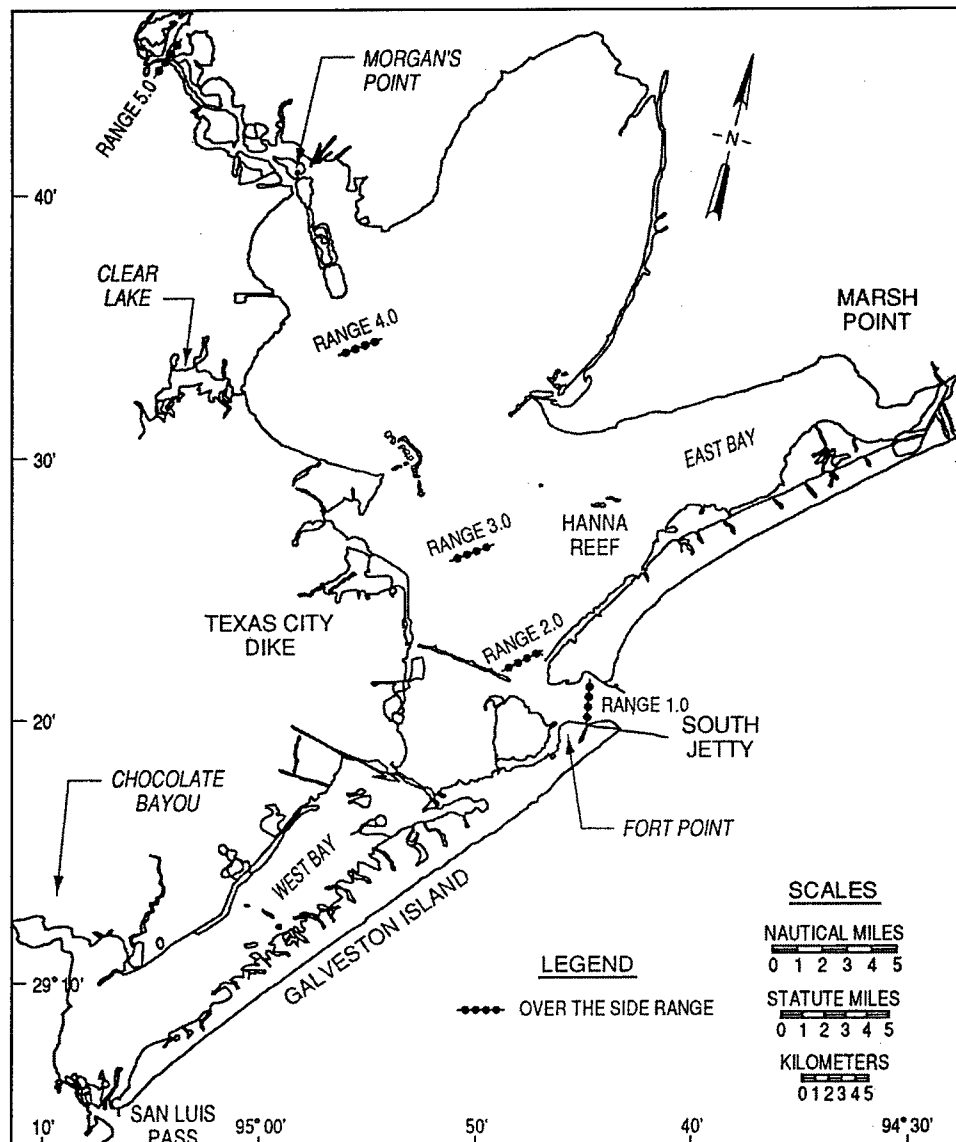 MORGAN'S
POINT
RANGE 5.0
-N-
40'
CLEAR
LAKE
RANGE 4.0
MARSH
POINT
EAST BAY
30'
RANGE 3.0
HANNA
REEF
TEXAS CITY
DIKE
RANGE 2.0
RANGE 1.0
20'
SOUTH
JETTY
CHOCOLATE
BAYOU
FORT POINT
WEST BAY
GALVESTON ISLAND
SCALES
NAUTICAL MILES
0 1 2 3 4 5
LEGEND
29° 10'
OVER THE SIDE RANGE
STATUTE MILES
0 1 2 3 4 5
KILOMETERS
0 1 2 3 4 5
SAN LUIS
PASS
10' 95° 00' 50' 40' 94° 30'